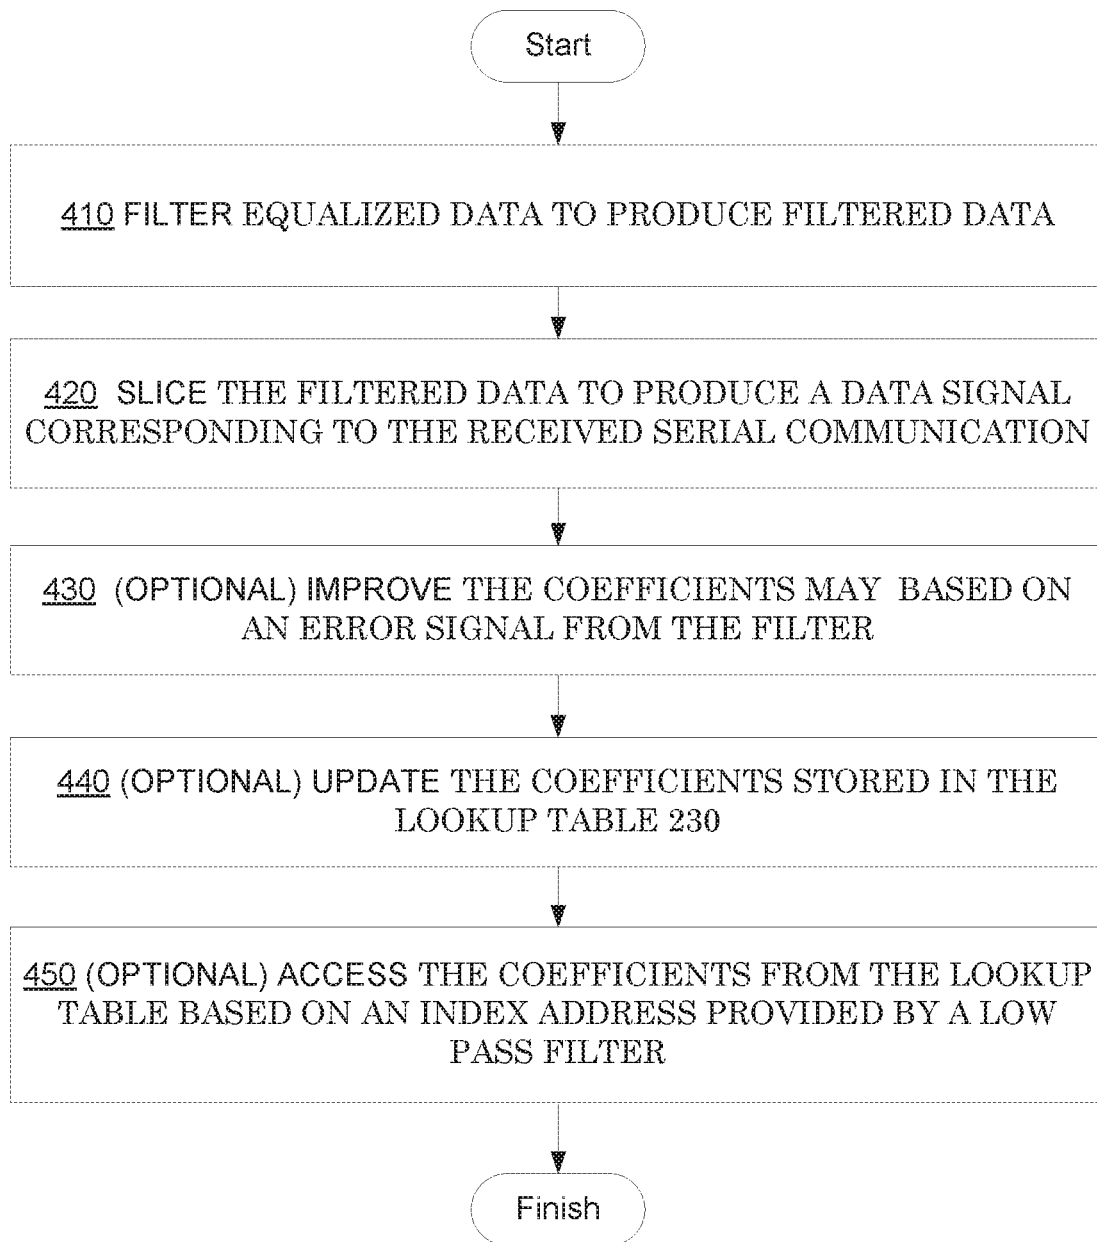 Start
410 FILTER EQUALIZED DATA TO PRODUCE FILTERED DATA
420 SLICE THE FILTERED DATA TO PRODUCE A DATA SIGNAL
CORRESPONDING TO THE RECEIVED SERIAL COMMUNICATION
430 (OPTIONAL) IMPROVE THE COEFFICIENTS MAY BASED ON
AN ERROR SIGNAL FROM THE FILTER
440 (OPTIONAL) UPDATE THE COEFFICIENTS STORED IN THE
LOOKUP TABLE 230
450 (OPTIONAL) ACCESS THE COEFFICIENTS FROM THE LOOKUP
TABLE BASED ON AN INDEX ADDRESS PROVIDED BY A LOW
PASS FILTER
Finish